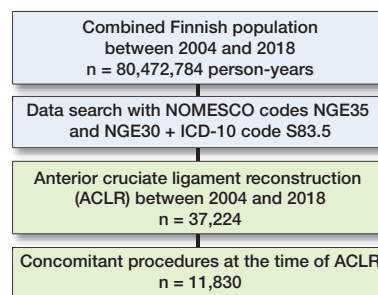 Combined Finnish population
between 2004 and 2018
n = 80,472,784 person-years
Data search with NOMESCO codes NGE35
and NGE30 + ICD-10 code S83.5
Anterior cruciate ligament reconstruction
(ACLR) between 2004 and 2018
n = 37,224
Concomitant procedures at the time of ACLR
n = 11,830